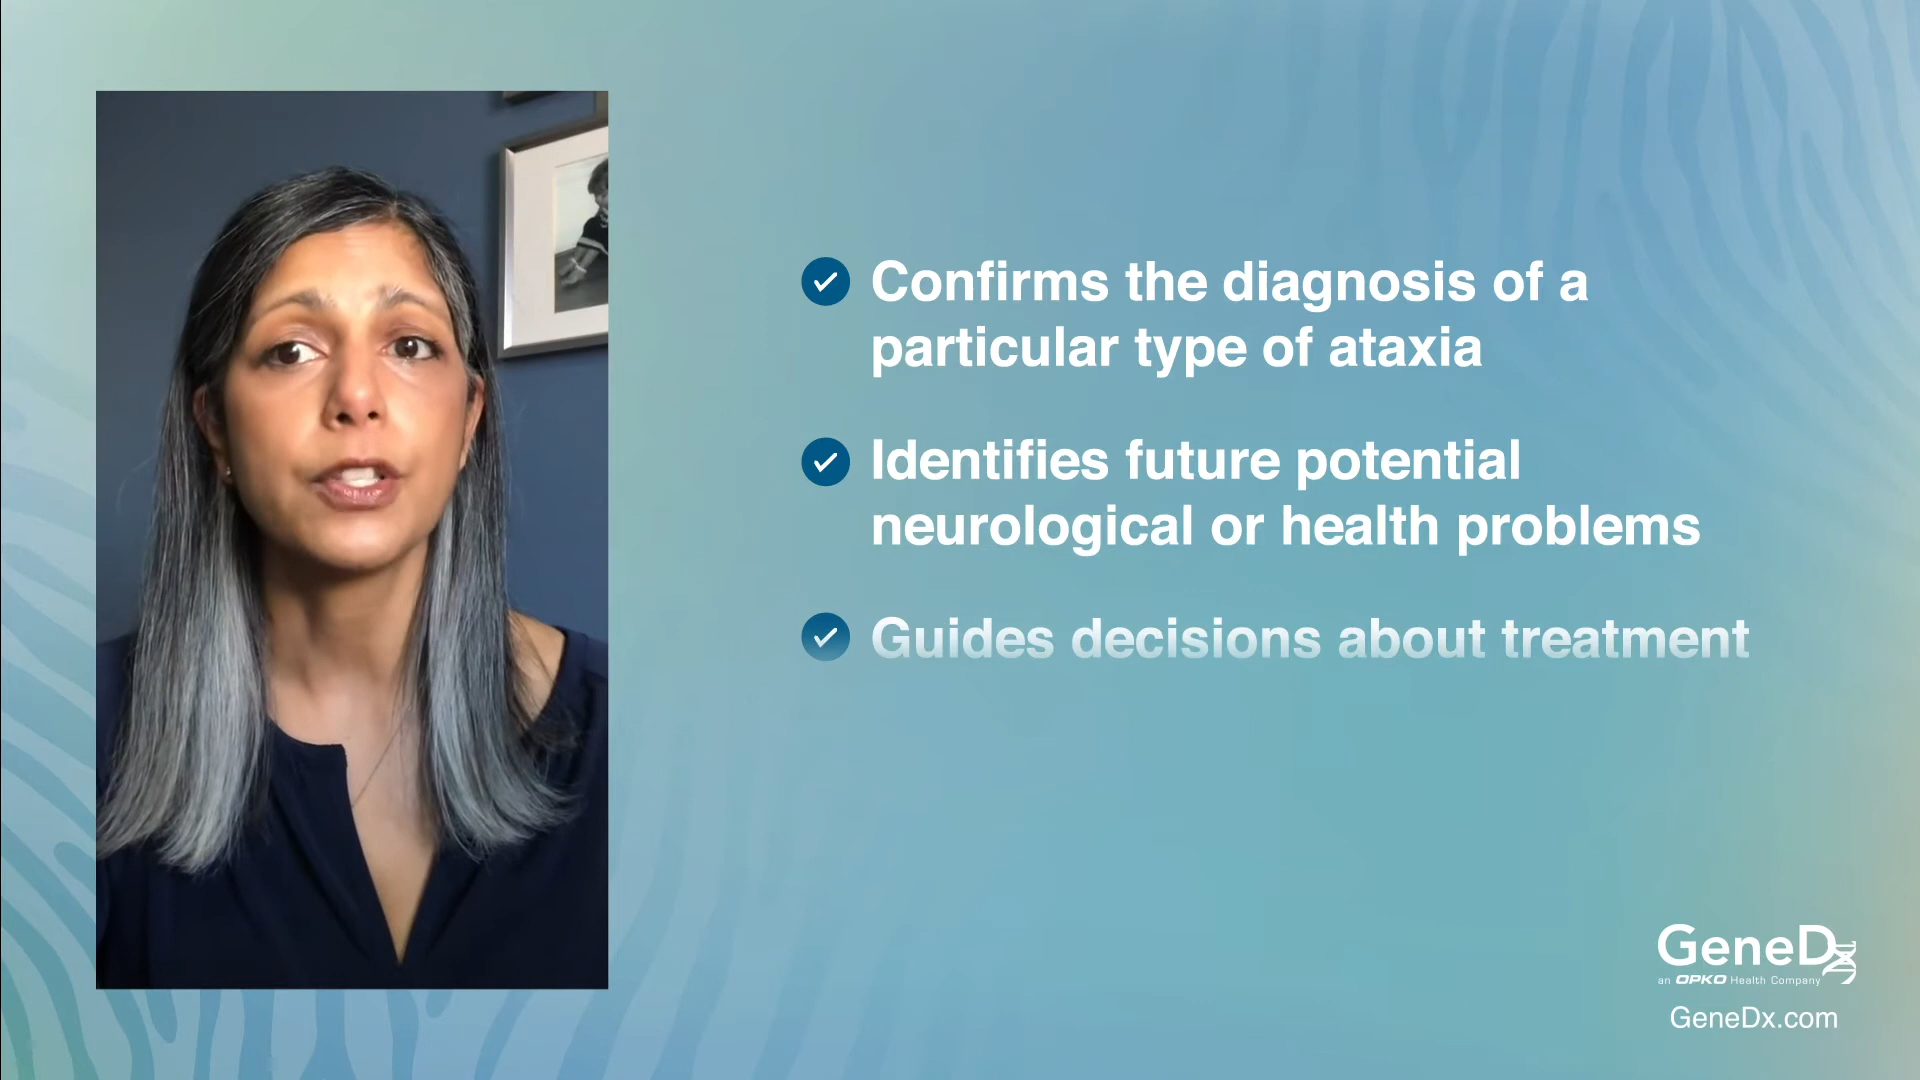 Confirms the diagnosis of a
particular type of ataxia
Identifies future potential
neurological or health problems
Guides decisions about treatment
GeneDx
an OPKO Health Company
GeneDx.com